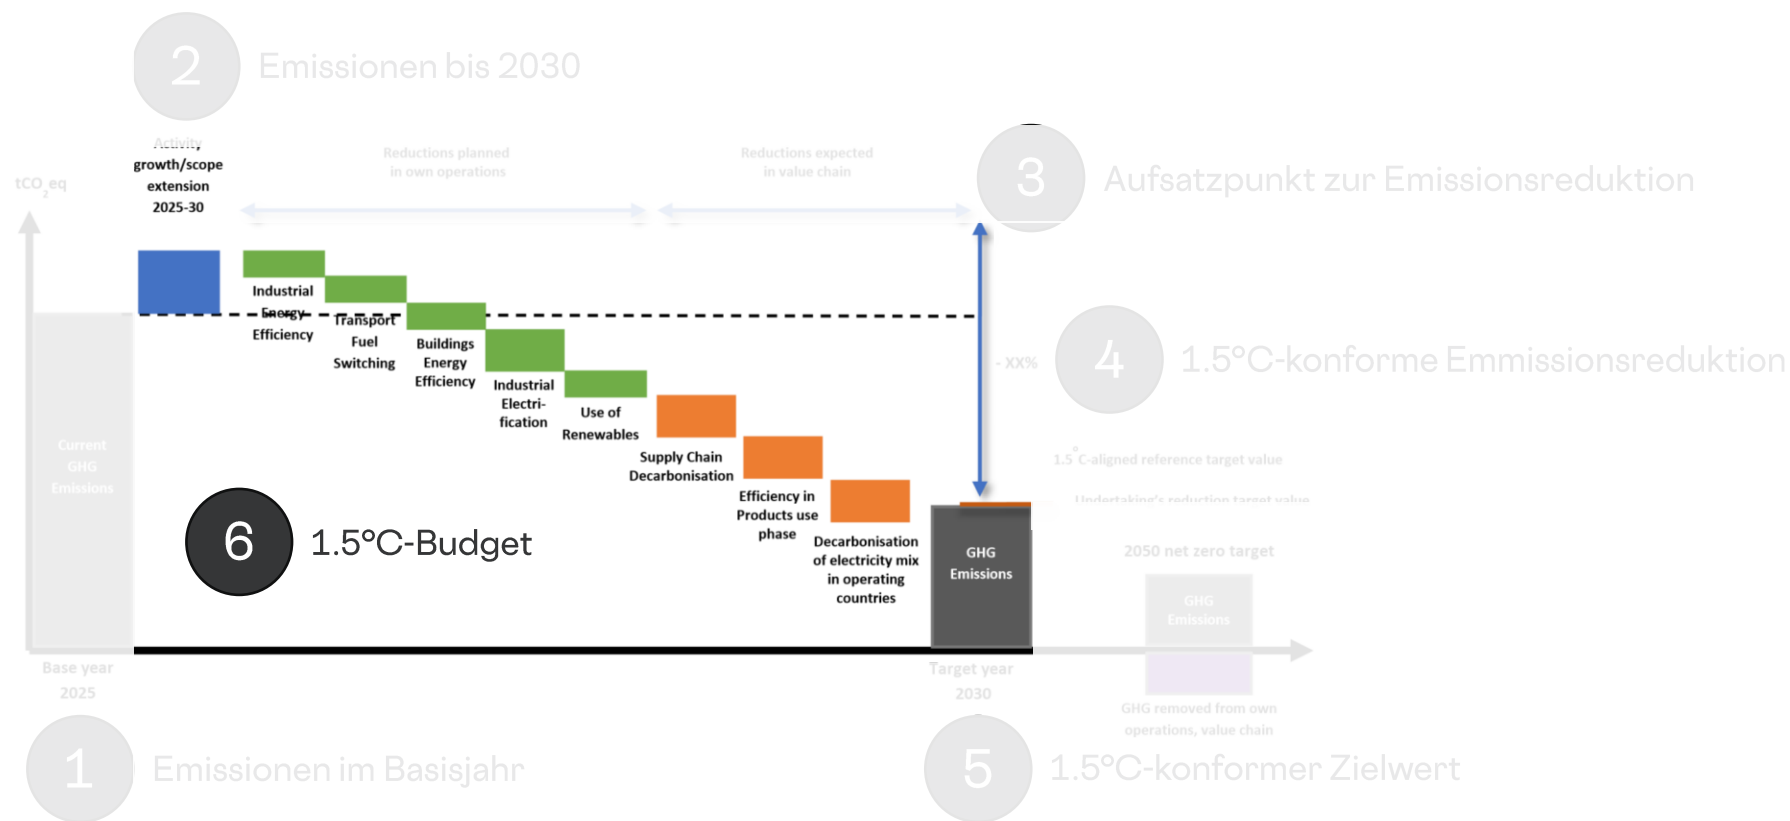 2
Emissionen bis 2030
Activity
growth/scope
extension
2025-30
Reductions planned
in own operations
Reductions expected
in value chain
3
Aufsatzpunkt zur Emissionsreduktion
tCO2eq
Industrial
Energy
Efficiency
Transport
Fuel
Switching
Buildings
Energy
Efficiency
Industrial
Electri-
fication
Use of
Renewables
Supply Chain
Decarbonisation
Efficiency in
Products use
phase
Decarbonisation
of electricity mix
in operating
countries
- XX%
4
1.5°C-konforme Emmissionsreduktion
Current
GHG
Emissions
1.5°C-aligned reference target value
Undertaking's reduction target value
6
1.5°C-Budget
GHG
Emissions
2050 net zero target
GHG
Emissions
Base year
2025
Target year
2030
GHG removed from own
operations, value chain
1
Emissionen im Basisjahr
5
1.5°C-konformer Zielwert